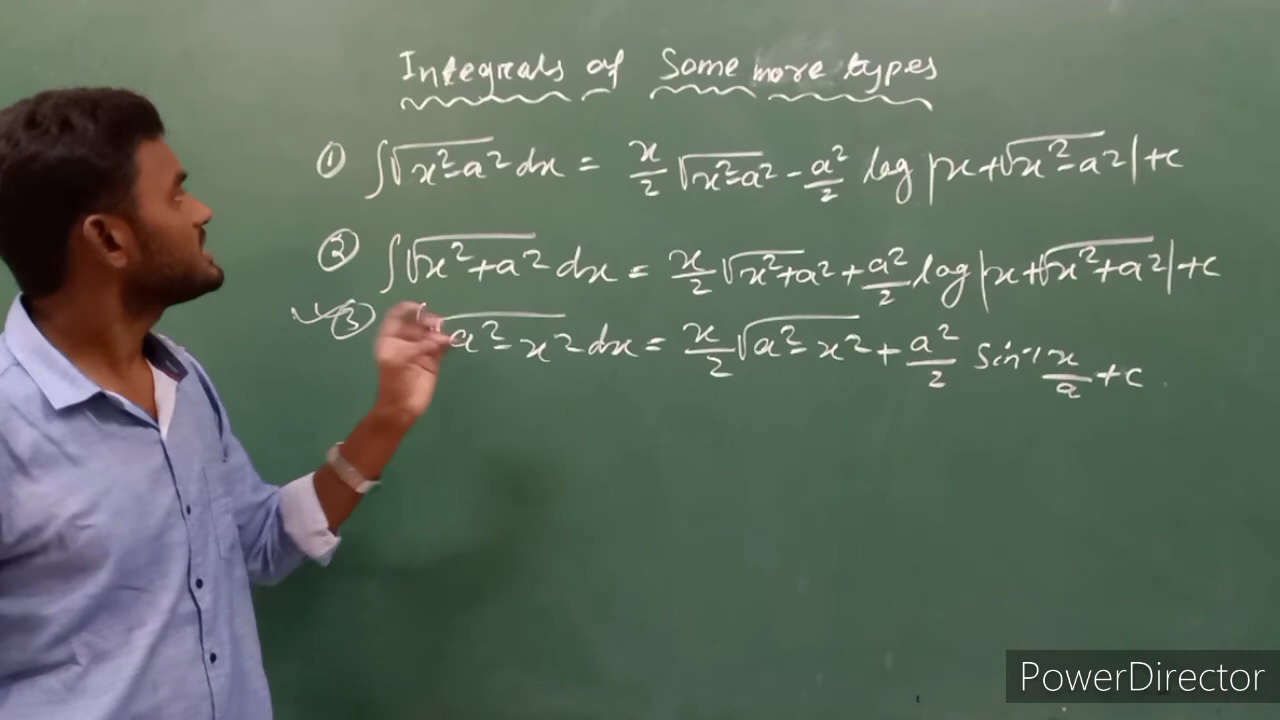 Integrals of Some more types
① ∫√x²-a² dx = x/2 √x²-a² - a²/2 log |x+√x²-a²| + c
② ∫√x²+a² dx = x/2 √x²+a² + a²/2 log |x+√x²+a²| + c
③ √a²-x² dx = x/2 √a²-x² + a²/2 Sin⁻¹ x/a + c
PowerDirector